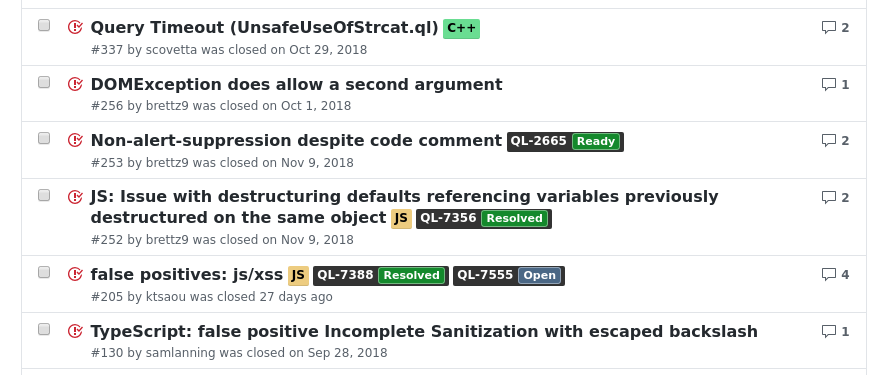 Query Timeout (UnsafeUseOfStrcat.ql) C++ 2
#337 by scovetta was closed on Oct 29, 2018
DOMException does allow a second argument 1
#256 by brettz9 was closed on Oct 1, 2018
Non-alert-suppression despite code comment QL-2665 Ready 2
#253 by brettz9 was closed on Nov 9, 2018
JS: Issue with destructuring defaults referencing variables previously 2
destructured on the same object JS QL-7356 Resolved
#252 by brettz9 was closed on Nov 9, 2018
false positives: js/xss JS QL-7388 Resolved QL-7555 Open 4
#205 by ktsaou was closed 27 days ago
TypeScript: false positive Incomplete Sanitization with escaped backslash 1
#130 by samlanning was closed on Sep 28, 2018